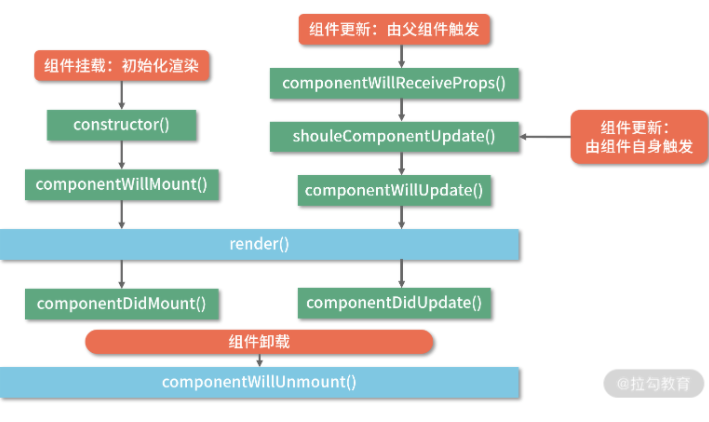 组件更新：由父组件触发
组件挂载：初始化渲染
componentWillReceiveProps()
constructor()
shouleComponentUpdate()
组件更新：
由组件自身触发
componentWillMount()
componentWillUpdate()
render()
componentDidMount()
componentDidUpdate()
组件卸载
componentWillUnmount()
@拉勾教育